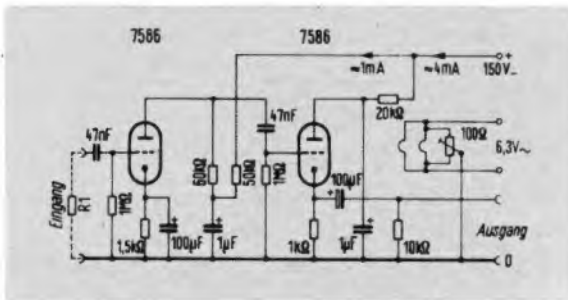 7586
7586
≈1mA
≈4mA
+
150V_
20kΩ
47nF
47nF
100Ω
6,3V~
60kΩ
50kΩ
1MΩ
1MΩ
100µF
+
Eingang
R1
1,5kΩ
+
100µF
+
1µF
1kΩ
+
1µF
10kΩ
Ausgang
0